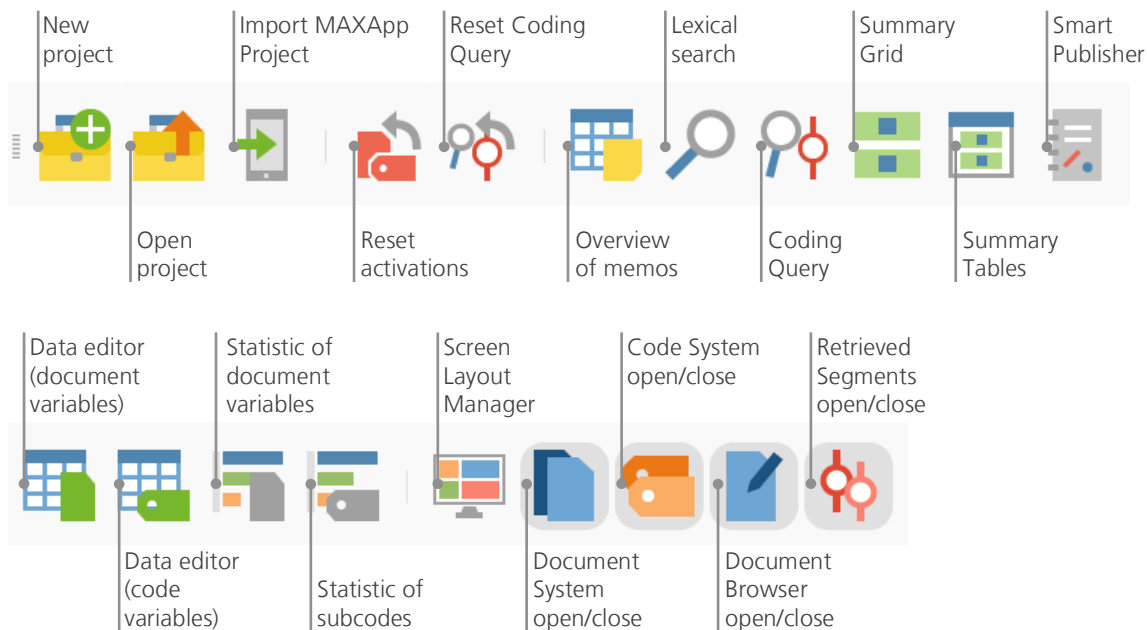 New
project
Import MAXApp
Project
Reset Coding
Query
Lexical
search
Summary
Grid
Smart
Publisher
Open
project
Reset
activations
Overview
of memos
Coding
Query
Summary
Tables
Data editor
(document
variables)
Statistic of
document
variables
Screen
Layout
Manager
Code System
open/close
Retrieved
Segments
open/close
Data editor
(code
variables)
Statistic of
subcodes
Document
System
open/close
Document
Browser
open/close